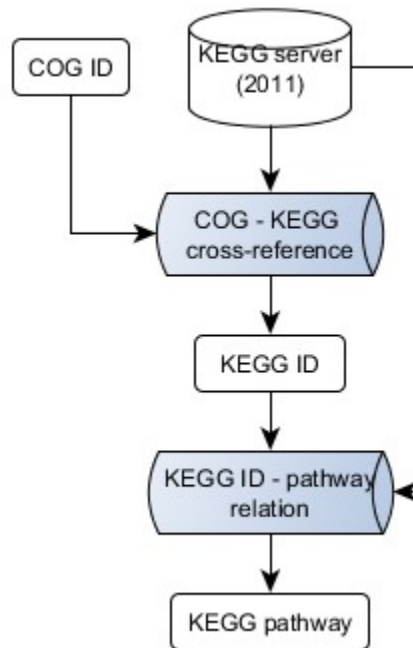 COG ID
KEGG server
(2011)
COG - KEGG
cross-reference
KEGG ID
KEGG ID - pathway
relation
KEGG pathway